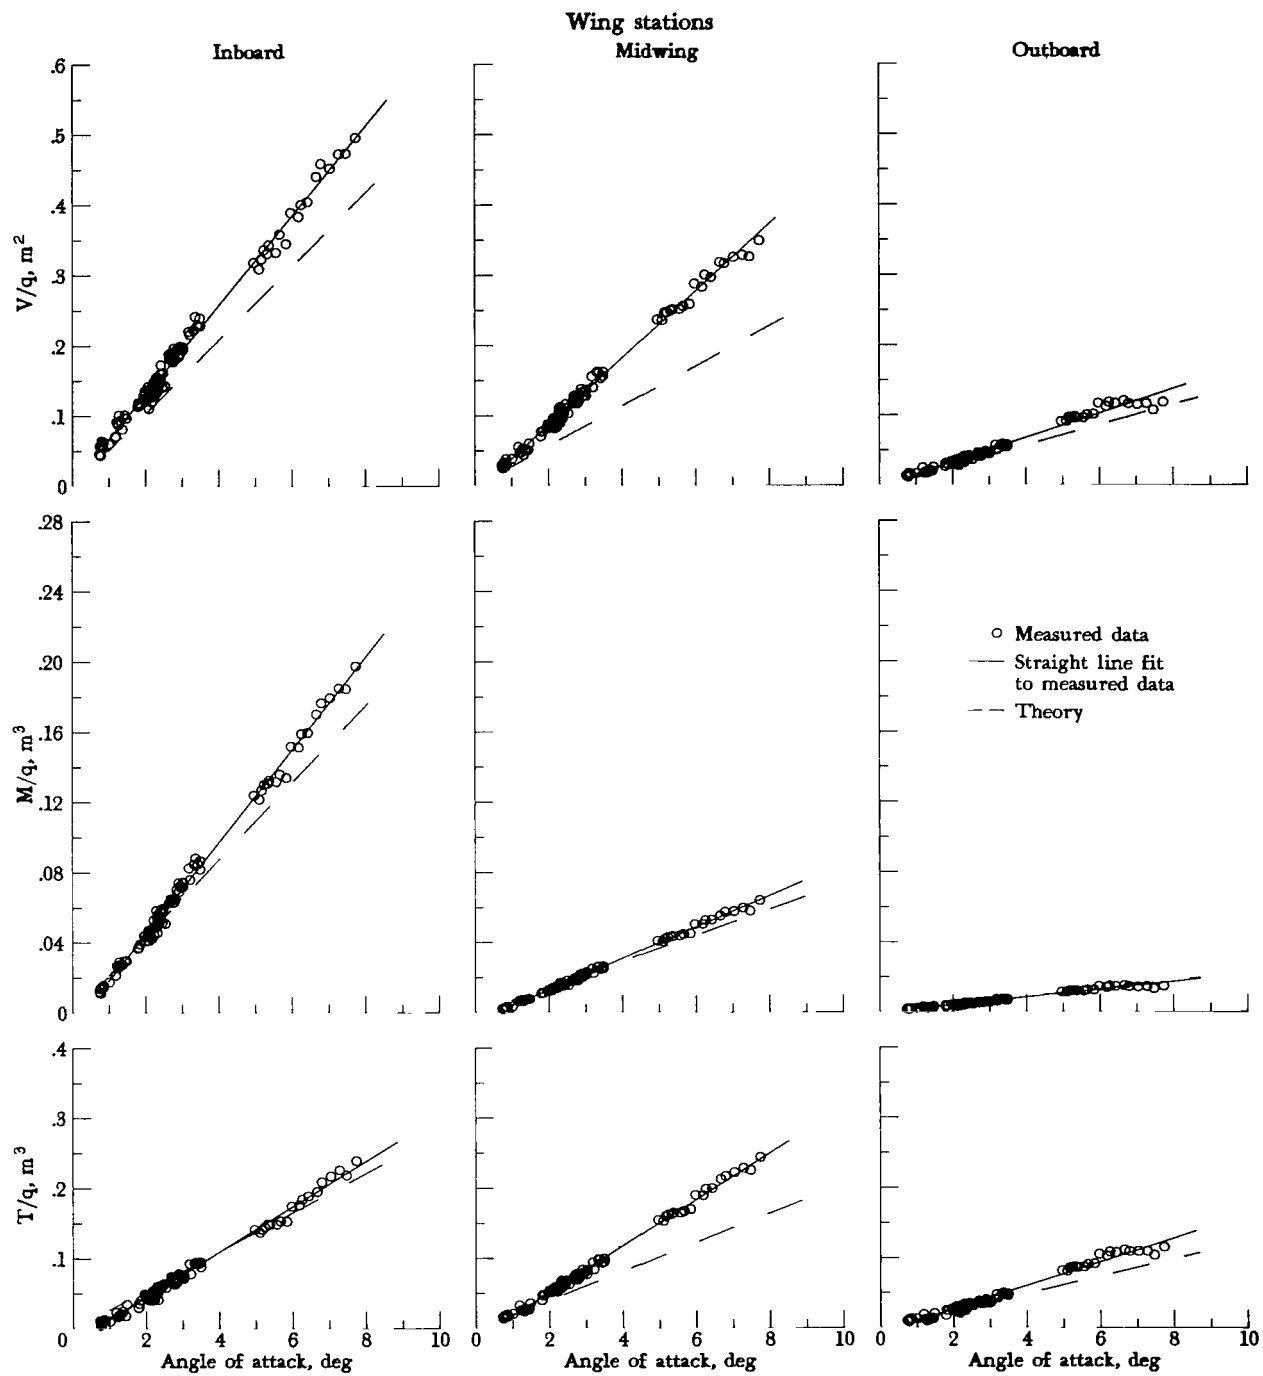 Wing stations
Inboard
Midwing
Outboard
.6
.5
.4
.3
.2
.1
0
V/q, m²
.28
.24
.20
.16
.12
.08
.04
0
M/q, m³
Measured data
Straight line fit
to measured data
Theory
.4
.3
.2
.1
0
T/q, m³
0 2 4 6 8 10
0 2 4 6 8 10
0 2 4 6 8 10
Angle of attack, deg
Angle of attack, deg
Angle of attack, deg